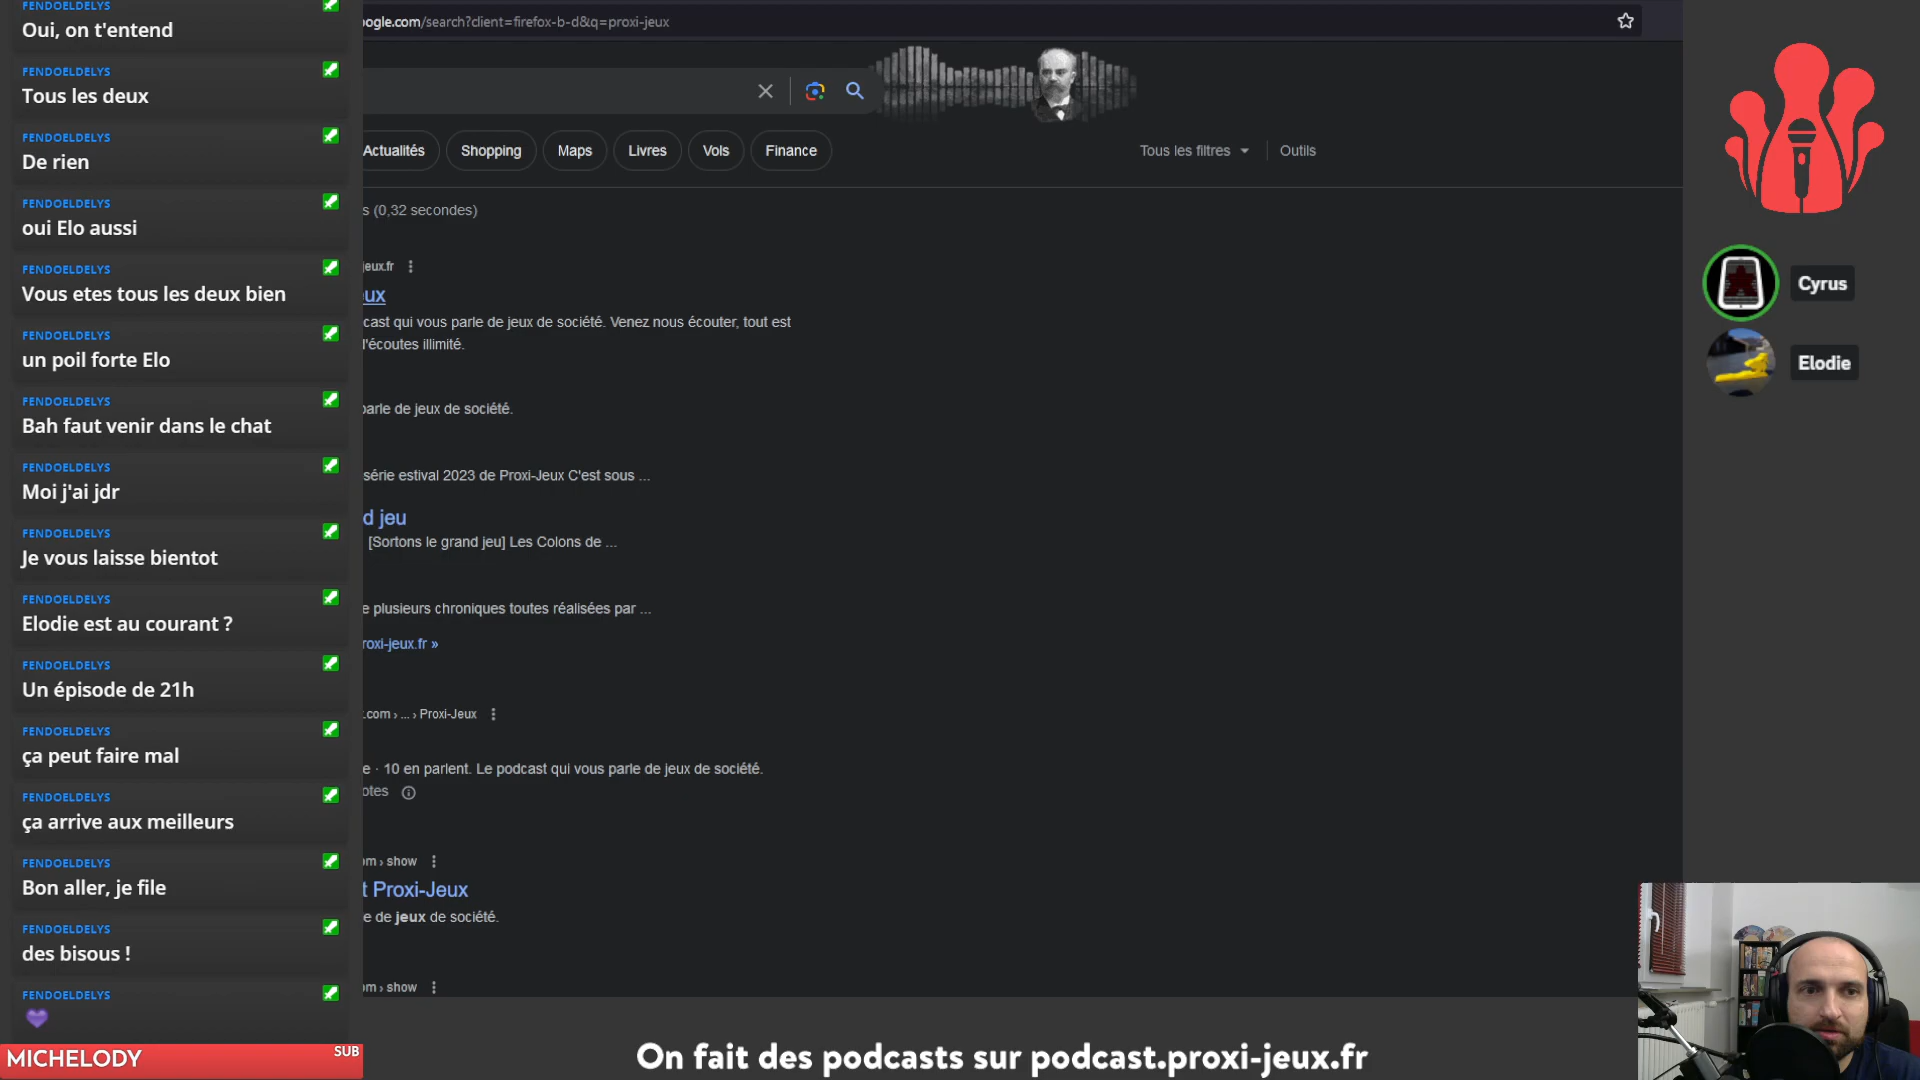 FENDOELDELYS
Oui, on t'entend
FENDOELDELYS
Tous les deux
FENDOELDELYS
De rien
FENDOELDELYS
oui Elo aussi
FENDOELDELYS
Vous etes tous les deux bien
FENDOELDELYS
un poil forte Elo
FENDOELDELYS
Bah faut venir dans le chat
FENDOELDELYS
Moi j'ai jdr
FENDOELDELYS
Je vous laisse bientot
FENDOELDELYS
Elodie est au courant ?
FENDOELDELYS
Un épisode de 21h
FENDOELDELYS
ça peut faire mal
FENDOELDELYS
ça arrive aux meilleurs
FENDOELDELYS
Bon aller, je file
FENDOELDELYS
des bisous !
FENDOELDELYS
MICHELODY
SUB
ogle.com/search?client=firefox-b-d&q=proxi-jeux
Actualités Shopping Maps Livres Vols Finance
Tous les filtres Outils
s (0,32 secondes)
jeux.fr
ux
cast qui vous parle de jeux de société. Venez nous écouter, tout est
l'écoutes illimité.
parle de jeux de société.
série estival 2023 de Proxi-Jeux C'est sous ...
d jeu
[Sortons le grand jeu] Les Colons de ...
e plusieurs chroniques toutes réalisées par ...
roxi-jeux.fr »
.com › ... › Proxi-Jeux
e · 10 en parlent. Le podcast qui vous parle de jeux de société.
otes
om › show
t Proxi-Jeux
e de jeux de société.
om › show
Cyrus
Elodie
On fait des podcasts sur podcast.proxi-jeux.fr